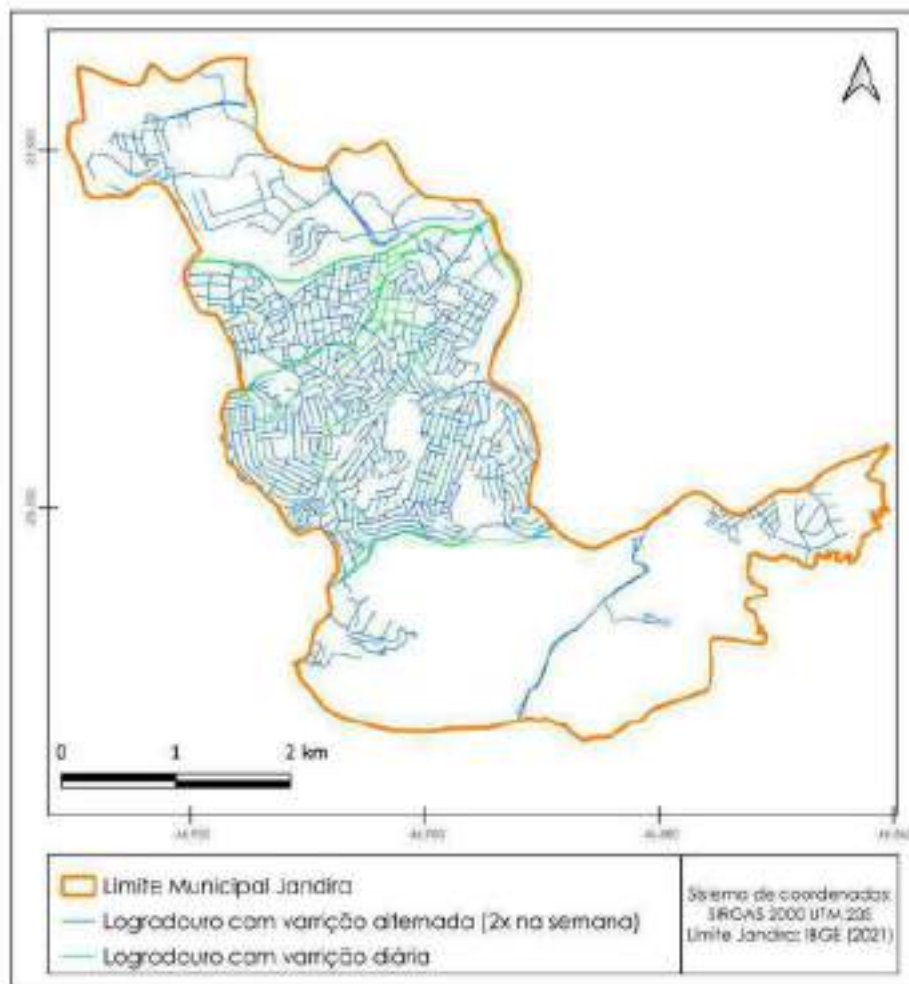 0 1 2 km
Limite Municipal Jandira
Logradouro com varrição alternada (2x na semana)
Logradouro com varrição diária
Sistema de coordenadas
SIRGAS 2000 UTM 23S
Limite Jandira: IBGE (2021)